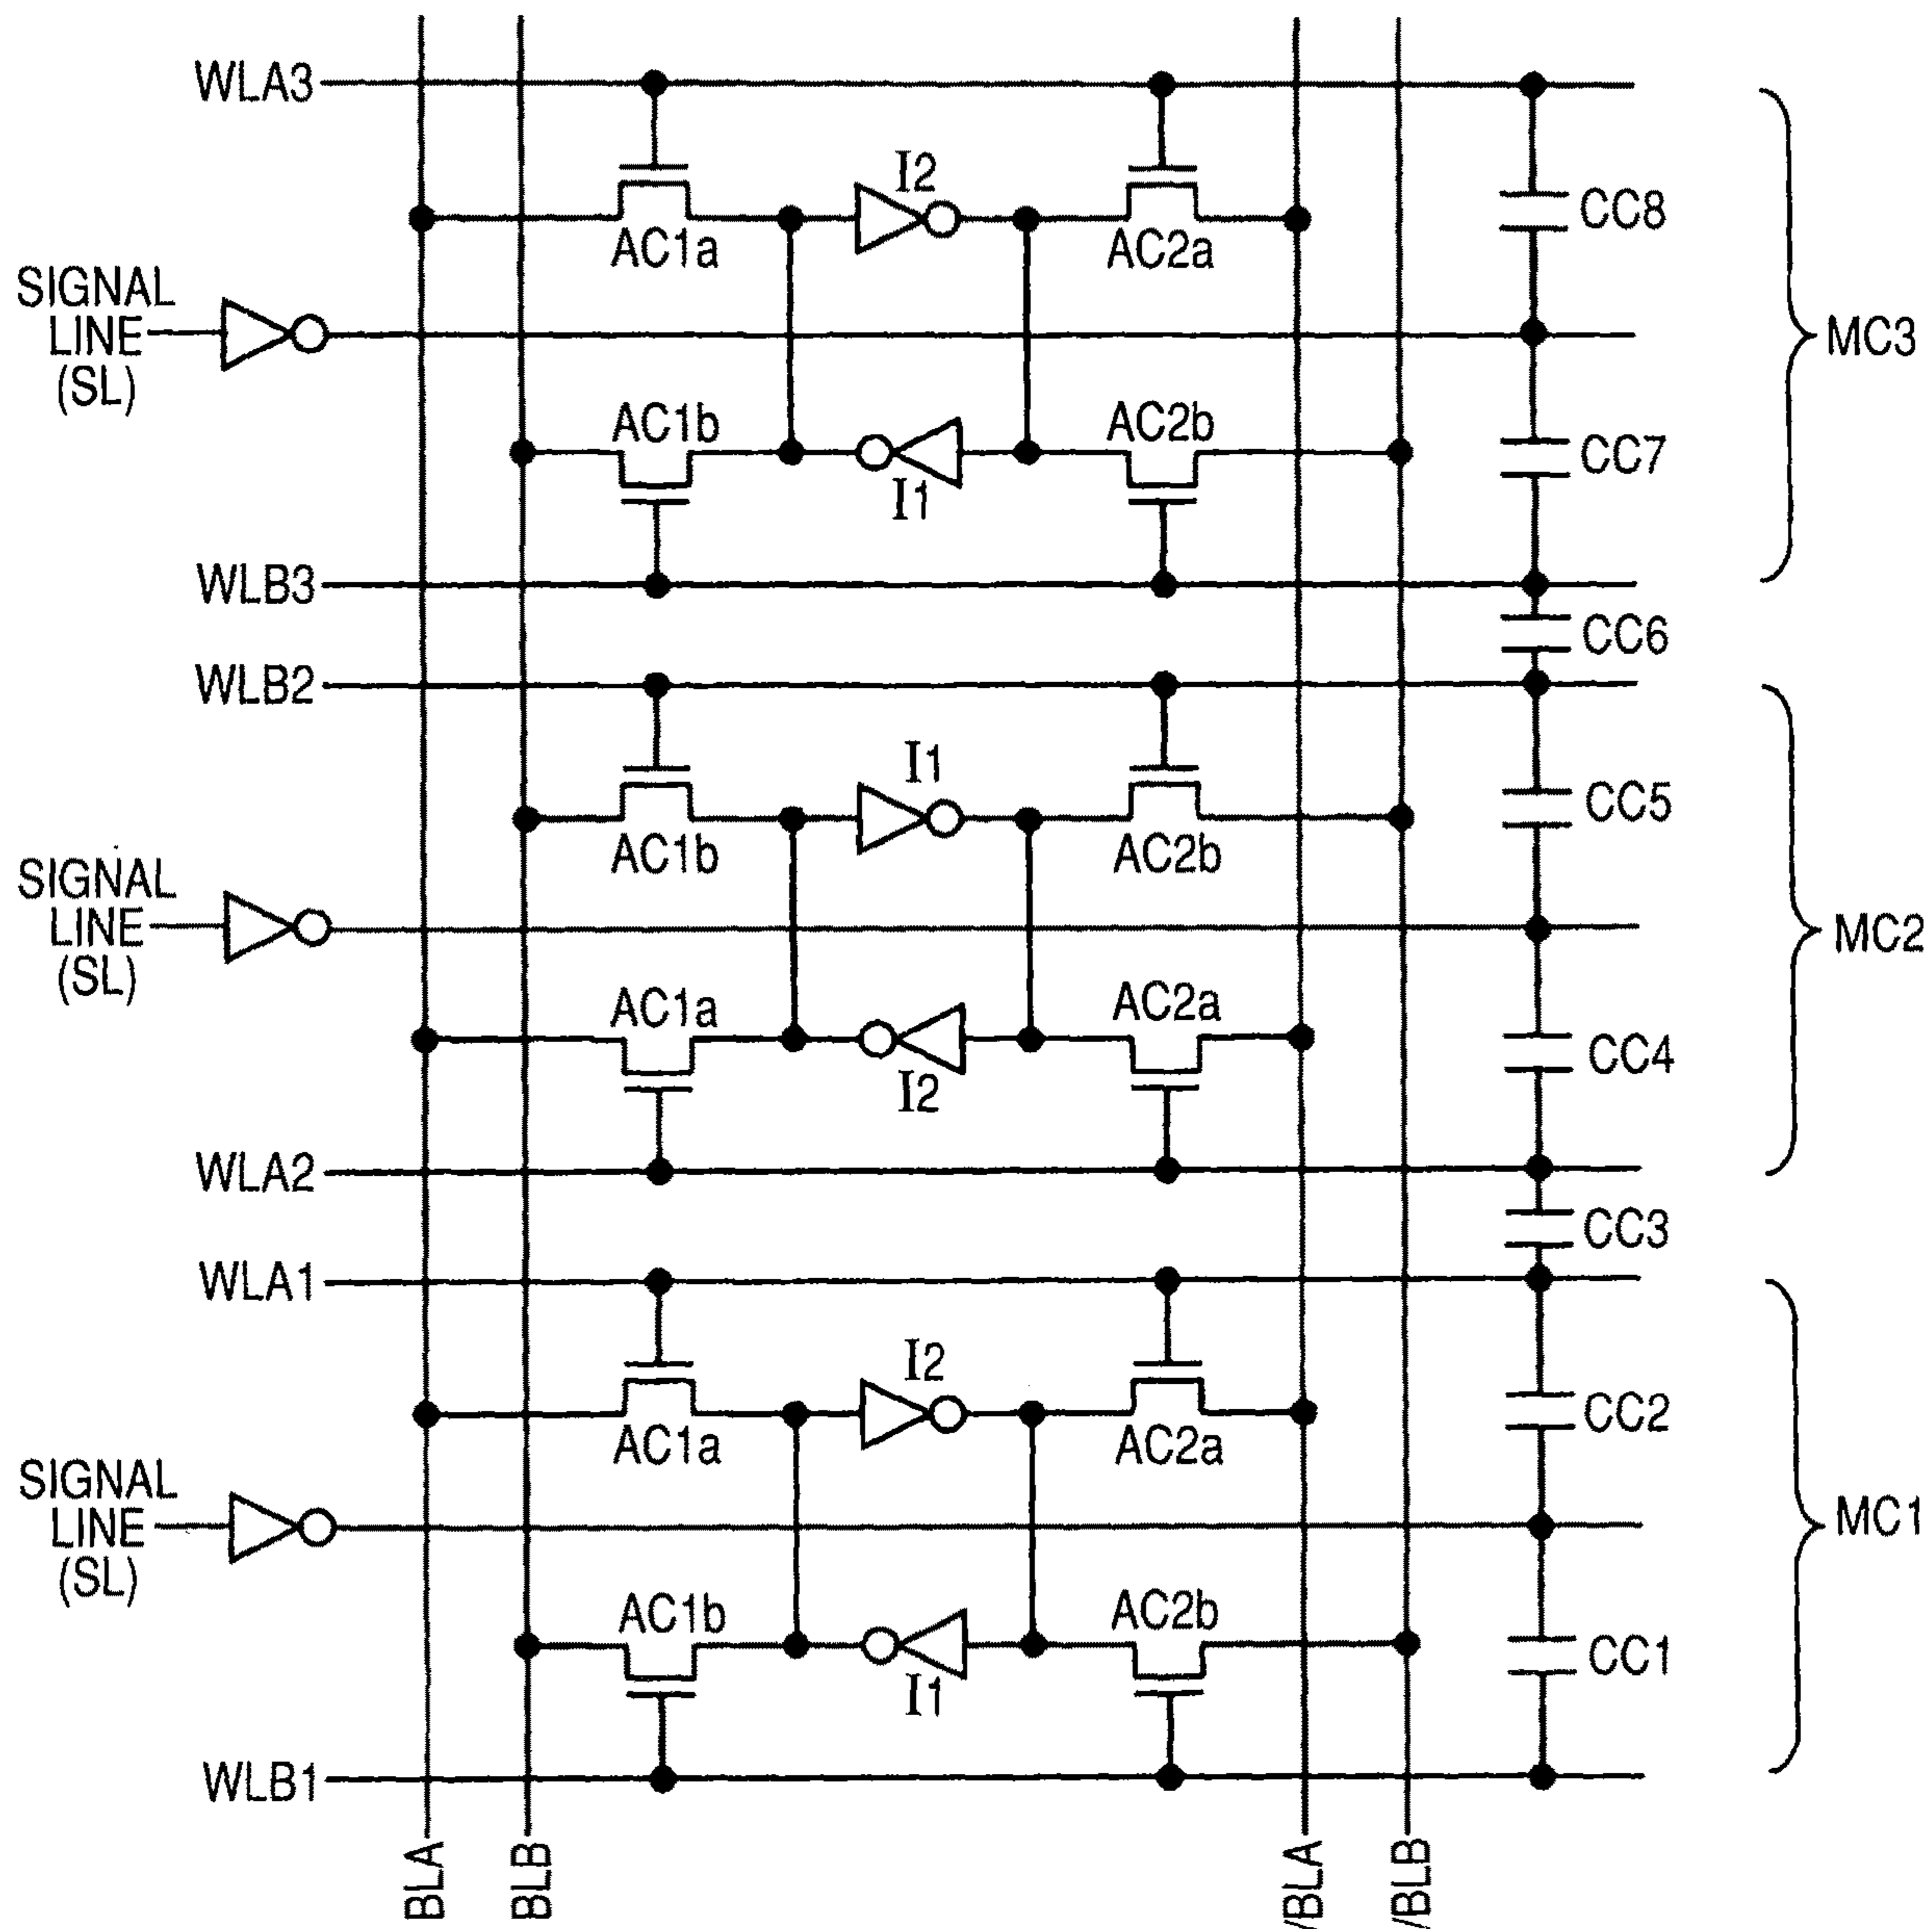 WLA3
I2
CC8
AC1a
AC2a
SIGNAL
LINE
(SL)
MC3
AC1b
AC2b
CC7
I1
WLB3
CC6
WLB2
I1
CC5
AC1b
AC2b
SIGNAL
LINE
(SL)
MC2
AC1a
AC2a
CC4
I2
WLA2
CC3
WLA1
I2
CC2
AC1a
AC2a
SIGNAL
LINE
(SL)
MC1
AC1b
AC2b
CC1
I1
WLB1
BLA
BLB
/BLA
/BLB